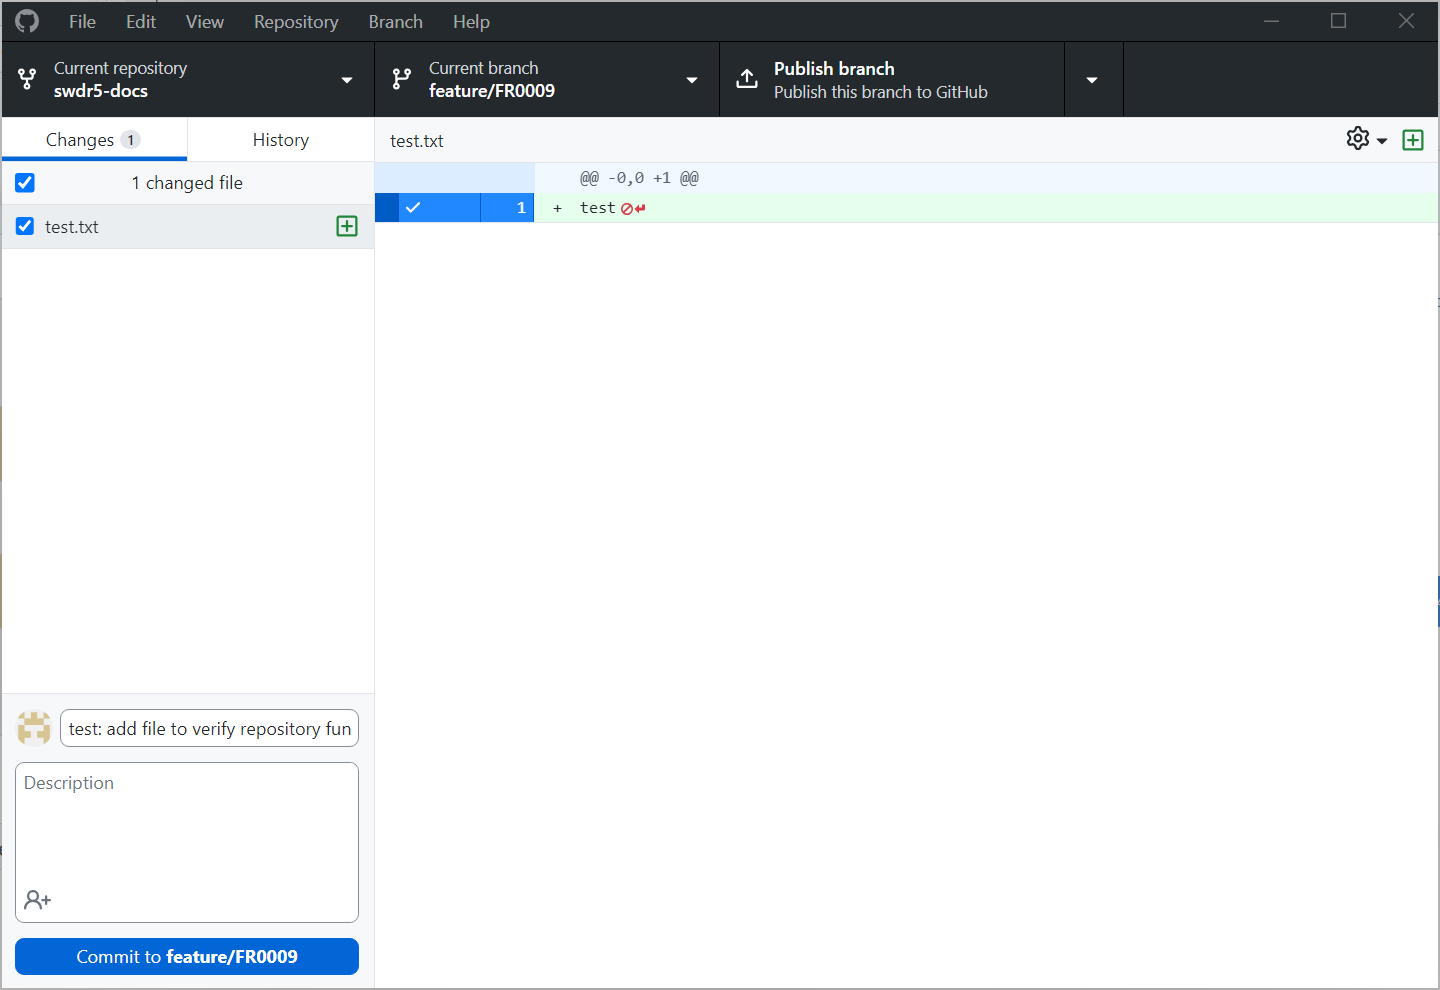 File Edit View Repository Branch Help
Current repository
swdr5-docs
Current branch
feature/FR0009
Publish branch
Publish this branch to GitHub
Changes 1
History
test.txt
1 changed file
test.txt
@@ -0,0 +1 @@
1 + test
test: add file to verify repository fun
Description
Commit to feature/FR0009